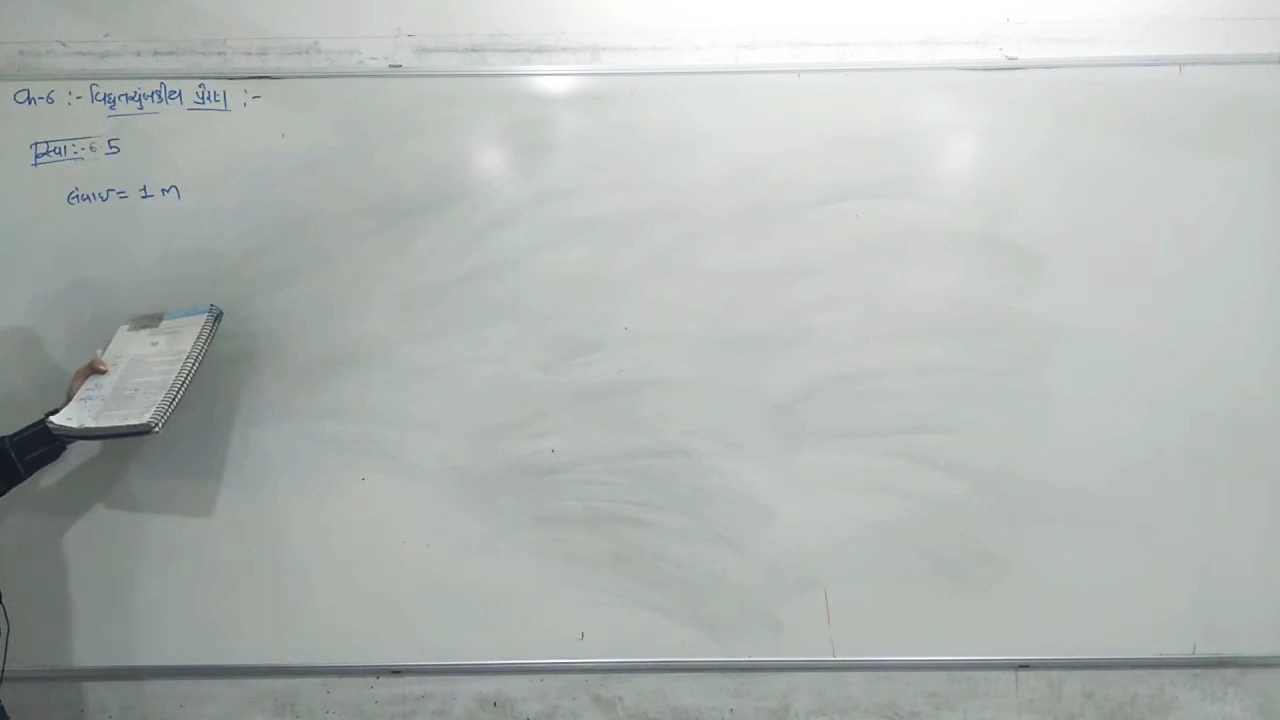 Ch-6 :- વિદ્યુતચુંબકીય પ્રેરણ :-
સ્વા :- 6.5
લંબાઈ = 1 m